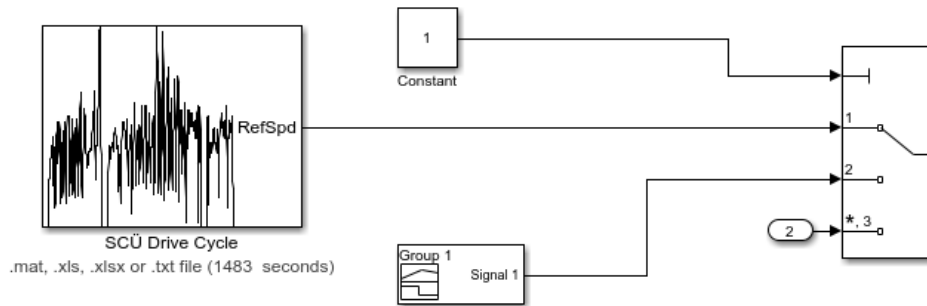 1
Constant
RefSpd
1
2
*, 3
2
SCÜ Drive Cycle
.mat, .xls, .xlsx or .txt file (1483 seconds)
Group 1
Signal 1